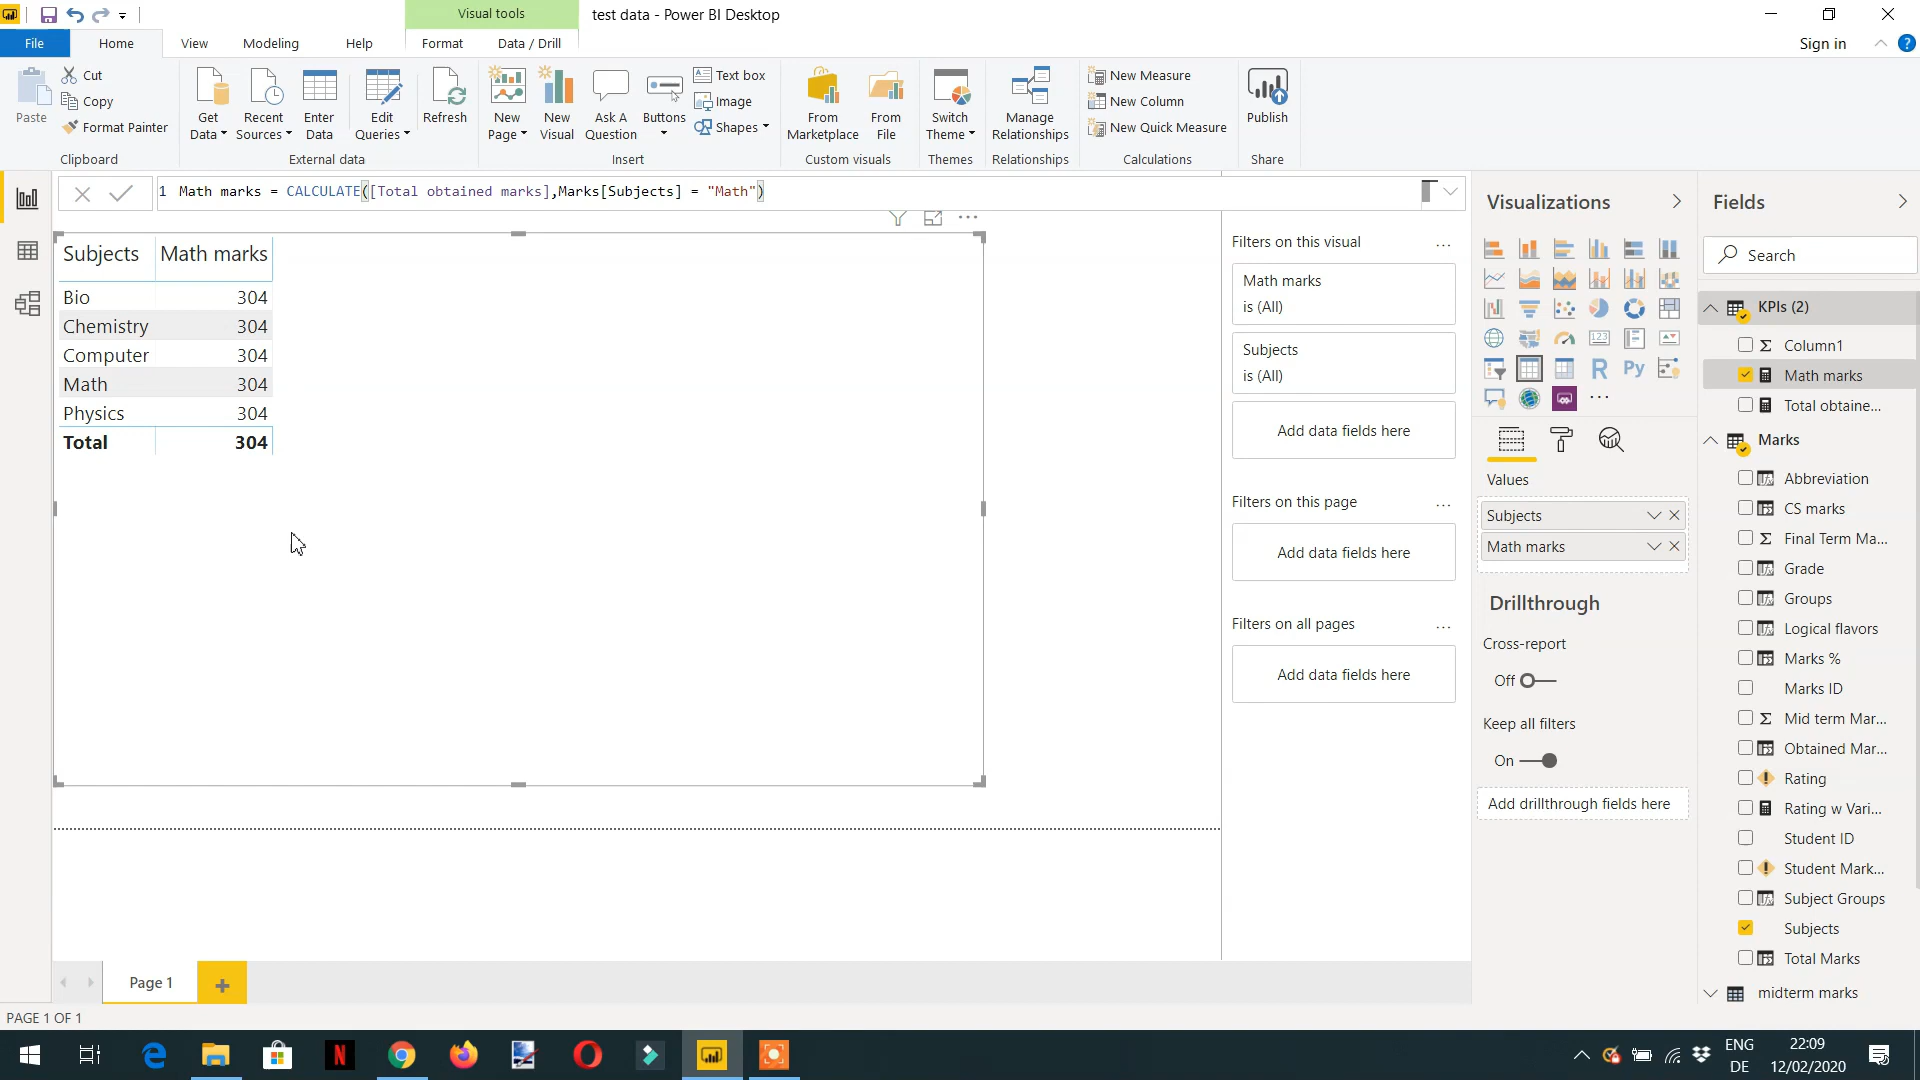 Visual tools
test data - Power BI Desktop
File
Home
View
Modeling
Help
Format
Data / Drill
Sign in
Paste
Cut
Copy
Format Painter
Clipboard
Get Data
Recent Sources
Enter Data
Edit Queries
Refresh
External data
New Page
New Visual
Ask A Question
Buttons
Text box
Image
Shapes
Insert
From Marketplace
From File
Custom visuals
Switch Theme
Themes
Manage Relationships
Relationships
New Measure
New Column
New Quick Measure
Calculations
Publish
Share
1 Math marks = CALCULATE([Total obtained marks],Marks[Subjects] = "Math")
Subjects Math marks
Bio 304
Chemistry 304
Computer 304
Math 304
Physics 304
Total 304
Filters on this visual ...
Math marks
is (All)
Subjects
is (All)
Add data fields here
Filters on this page ...
Add data fields here
Filters on all pages ...
Add data fields here
Visualizations
R
Py
123
Values
Subjects
Math marks
Drillthrough
Cross-report
Off
Keep all filters
On
Add drillthrough fields here
Fields
Search
KPIs (2)
Column1
Math marks
Total obtaine...
Marks
Abbreviation
CS marks
Final Term Ma...
Grade
Groups
Logical flavors
Marks %
Marks ID
Mid term Mar...
Obtained Mar...
Rating
Rating w Vari...
Student ID
Student Mark...
Subject Groups
Subjects
Total Marks
midterm marks
Page 1
PAGE 1 OF 1
ENG
DE
22:09
12/02/2020